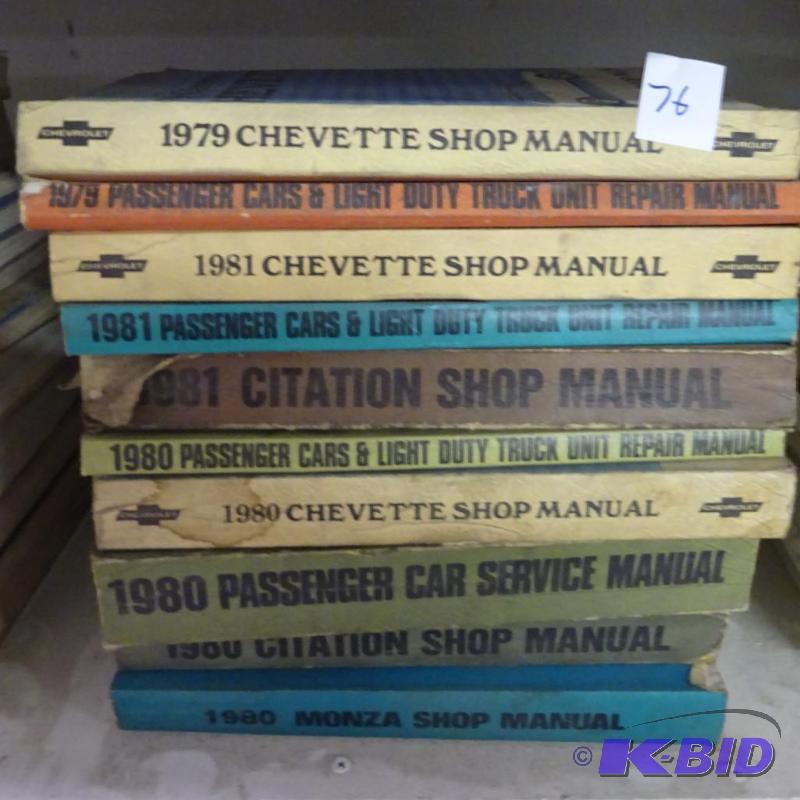 76
CHEVROLET 1979 CHEVETTE SHOP MANUAL CHEVROLET
1979 PASSENGER CARS & LIGHT DUTY TRUCK UNIT REPAIR MANUAL
CHEVROLET 1981 CHEVETTE SHOP MANUAL CHEVROLET
1981 PASSENGER CARS & LIGHT DUTY TRUCK UNIT REPAIR MANUAL
1981 CITATION SHOP MANUAL
1980 PASSENGER CARS & LIGHT DUTY TRUCK UNIT REPAIR MANUAL
CHEVROLET 1980 CHEVETTE SHOP MANUAL CHEVROLET
1980 PASSENGER CAR SERVICE MANUAL
1980 CITATION SHOP MANUAL
1980 MONZA SHOP MANUAL
© K-BID